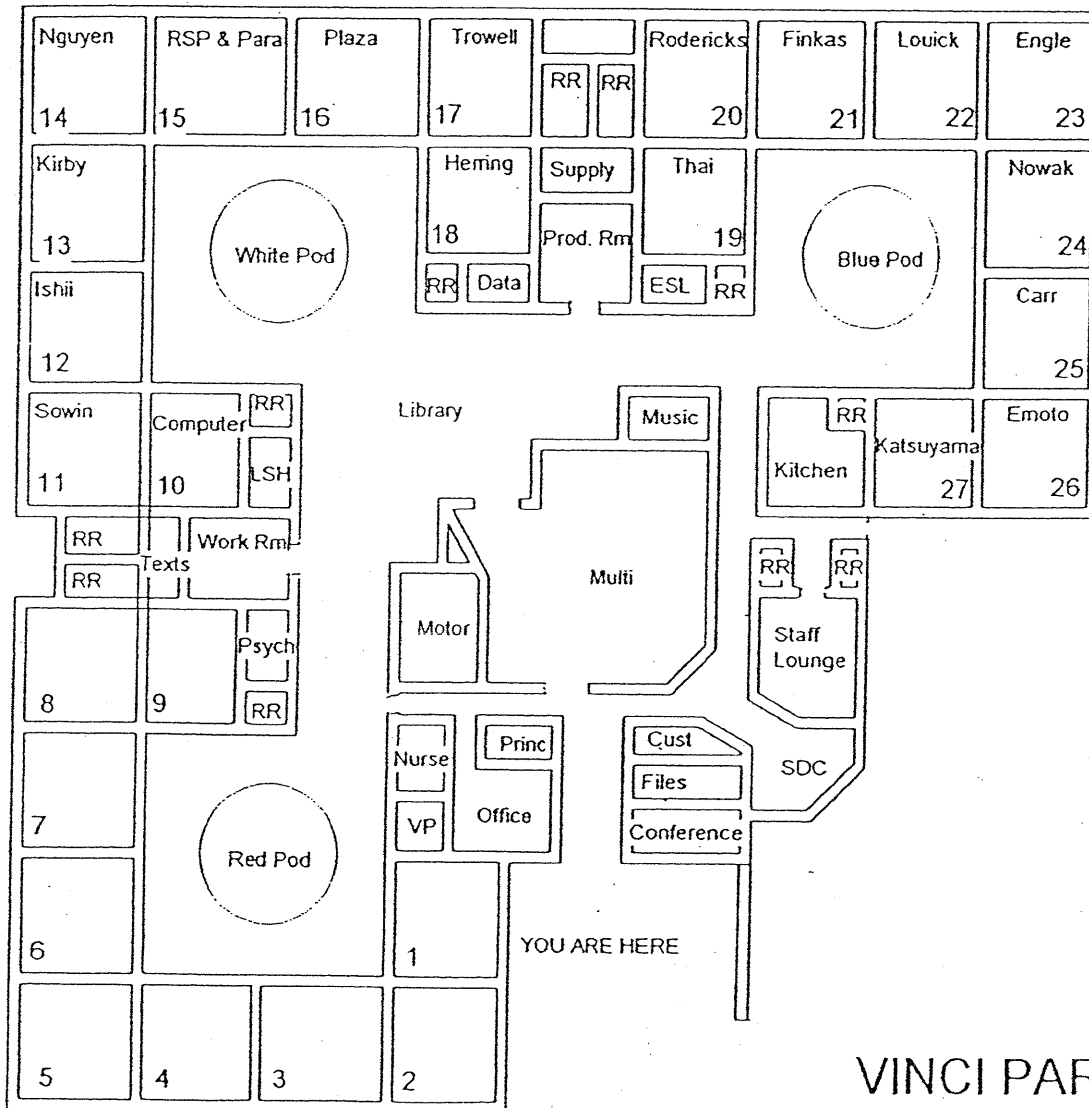 Nguyen
RSP & Para
Plaza
Trowell
Rodericks
Finkas
Louick
Engle
RR
RR
14
15
16
17
20
21
22
23
Kirby
Herring
Supply
Thai
Nowak
White Pod
Blue Pod
13
18
Prod. Rm
19
24
Ishii
RR
Data
ESL
RR
Carr
12
25
Sowin
Computer
RR
Library
Music
RR
Emoto
Kitchen
Katsuyama
11
10
LSH
27
26
RR
Work Rm
Texts
RR
Multi
RR
RR
Motor
Staff
Lounge
Psych
8
9
RR
Nurse
Princ
Cust
SDC
Files
7
VP
Office
Conference
Red Pod
6
1
YOU ARE HERE
5
4
3
2
VINCI PAR